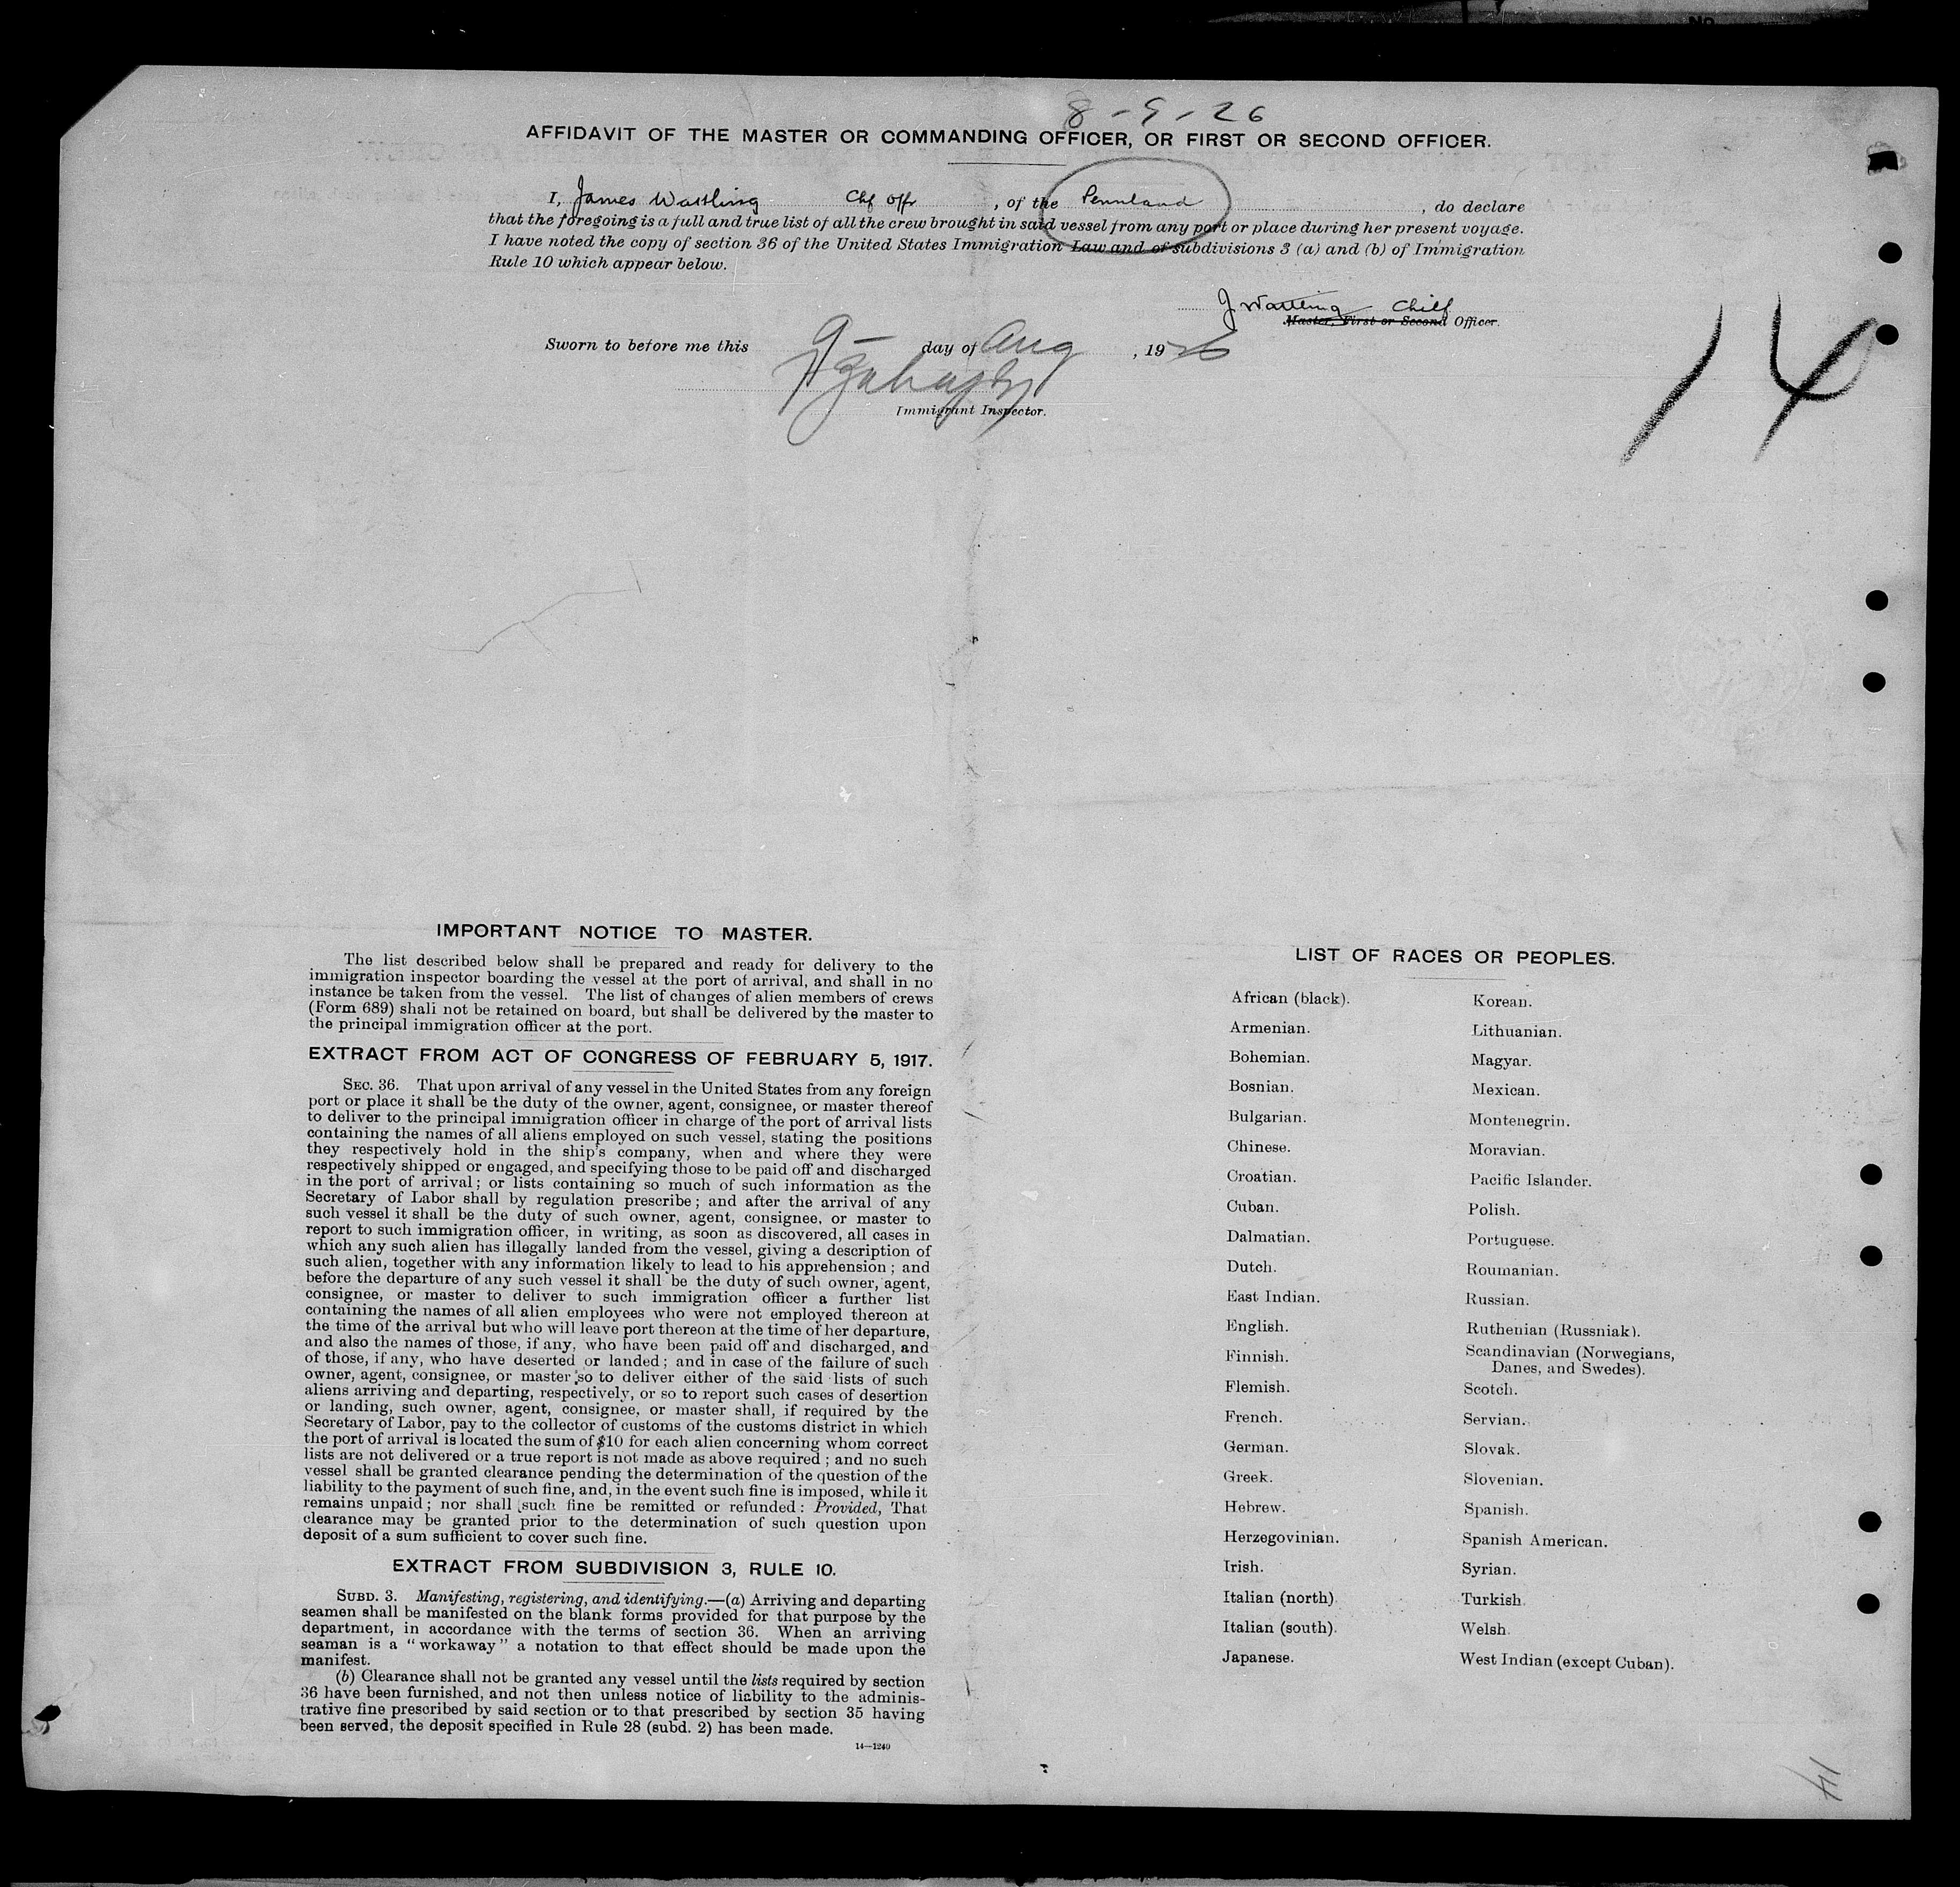 8-9-26
AFFIDAVIT OF THE MASTER OR COMMANDING OFFICER, OR FIRST OR SECOND OFFICER.
I, James Watling Chf Offr, of the Pennland, do declare
that the foregoing is a full and true list of all the crew brought in said vessel from any port or place during her present voyage.
I have noted the copy of section 36 of the United States Immigration Law and of subdivisions 3 (a) and (b) of Immigration
Rule 10 which appear below.
J Watling Chief
Master, First or Second Officer.
Sworn to before me this 9 day of Aug, 1926
Immigrant Inspector.
14
IMPORTANT NOTICE TO MASTER.
The list described below shall be prepared and ready for delivery to the
immigration inspector boarding the vessel at the port of arrival, and shall in no
instance be taken from the vessel. The list of changes of alien members of crews
(Form 689) shall not be retained on board, but shall be delivered by the master to
the principal immigration officer at the port.
EXTRACT FROM ACT OF CONGRESS OF FEBRUARY 5, 1917.
SEC. 36. That upon arrival of any vessel in the United States from any foreign
port or place it shall be the duty of the owner, agent, consignee, or master thereof
to deliver to the principal immigration officer in charge of the port of arrival lists
containing the names of all aliens employed on such vessel, stating the positions
they respectively hold in the ship's company, when and where they were
respectively shipped or engaged, and specifying those to be paid off and discharged
in the port of arrival; or lists containing so much of such information as the
Secretary of Labor shall by regulation prescribe; and after the arrival of any
such vessel it shall be the duty of such owner, agent, consignee, or master to
report to such immigration officer, in writing, as soon as discovered, all cases in
which any such alien has illegally landed from the vessel, giving a description of
such alien, together with any information likely to lead to his apprehension; and
before the departure of any such vessel it shall be the duty of such owner, agent,
consignee, or master to deliver to such immigration officer a further list
containing the names of all alien employees who were not employed thereon at
the time of the arrival but who will leave port thereon at the time of her departure,
and also the names of those, if any, who have been paid off and discharged, and
of those, if any, who have deserted or landed; and in case of the failure of such
owner, agent, consignee, or master so to deliver either of the said lists of such
aliens arriving and departing, respectively, or so to report such cases of desertion
or landing, such owner, agent, consignee, or master shall, if required by the
Secretary of Labor, pay to the collector of customs of the customs district in which
the port of arrival is located the sum of $10 for each alien concerning whom correct
lists are not delivered or a true report is not made as above required; and no such
vessel shall be granted clearance pending the determination of the question of the
liability to the payment of such fine, and, in the event such fine is imposed, while it
remains unpaid; nor shall such fine be remitted or refunded: Provided, That
clearance may be granted prior to the determination of such question upon
deposit of a sum sufficient to cover such fine.
EXTRACT FROM SUBDIVISION 3, RULE 10.
SUBD. 3. Manifesting, registering, and identifying.—(a) Arriving and departing
seamen shall be manifested on the blank forms provided for that purpose by the
department, in accordance with the terms of section 36. When an arriving
seaman is a "workaway" a notation to that effect should be made upon the
manifest.
(b) Clearance shall not be granted any vessel until the lists required by section
36 have been furnished, and not then unless notice of liability to the adminis-
trative fine prescribed by said section or to that prescribed by section 35 having
been served, the deposit specified in Rule 28 (subd. 2) has been made.
14—1240
LIST OF RACES OR PEOPLES.
African (black).
Armenian.
Bohemian.
Bosnian.
Bulgarian.
Chinese.
Croatian.
Cuban.
Dalmatian.
Dutch.
East Indian.
English.
Finnish.
Flemish.
French.
German.
Greek.
Hebrew.
Herzegovinian.
Irish.
Italian (north).
Italian (south).
Japanese.
Korean.
Lithuanian.
Magyar.
Mexican.
Montenegrin.
Moravian.
Pacific Islander.
Polish.
Portuguese.
Roumanian.
Russian.
Ruthenian (Russniak).
Scandinavian (Norwegians,
Danes, and Swedes).
Scotch.
Servian.
Slovak.
Slovenian.
Spanish.
Spanish American.
Syrian.
Turkish.
Welsh.
West Indian (except Cuban).
14